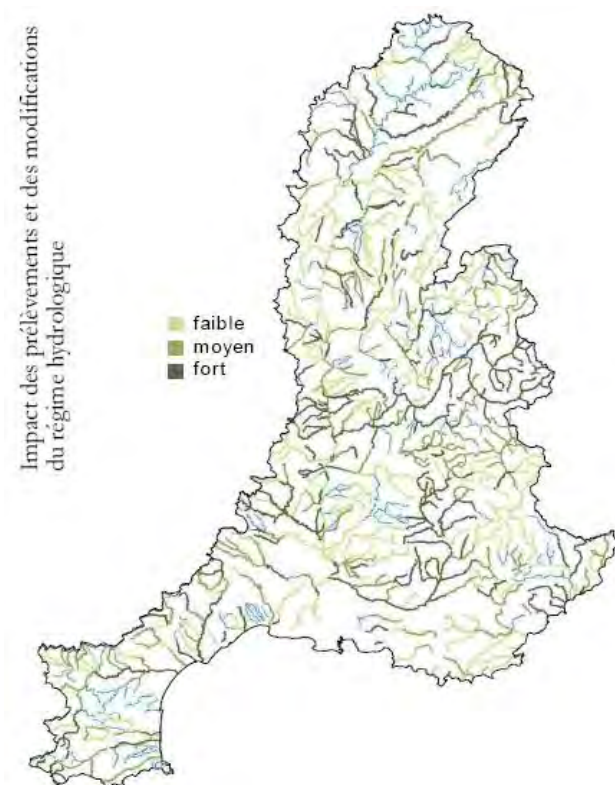 Impact des prélèvements et des modifications
du régime hydrologique
faible
moyen
fort